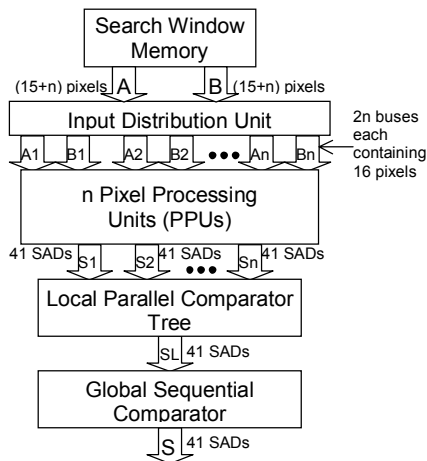 Search Window
Memory
(15+n) pixels A B (15+n) pixels
Input Distribution Unit
A1 B1 A2 B2 ••• An Bn
2n buses
each
containing
16 pixels
n Pixel Processing
Units (PPUs)
41 SADs S1 S2 41 SADs ••• Sn 41 SADs
41 SADs
Local Parallel Comparator
Tree
SL 41 SADs
Global Sequential
Comparator
S 41 SADs